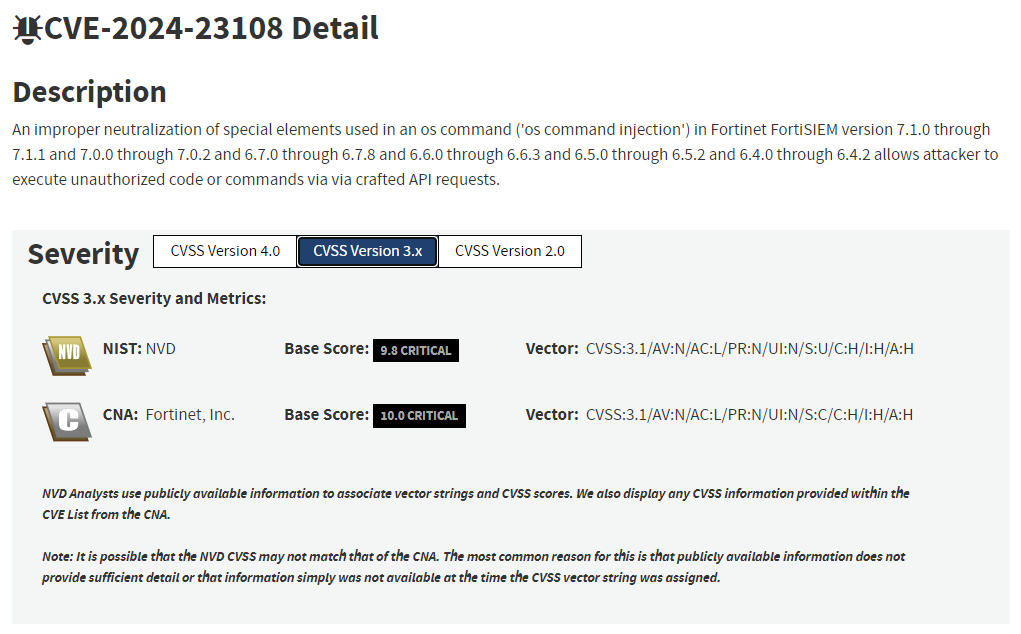 CVE-2024-23108 Detail
Description
An improper neutralization of special elements used in an os command ('os command injection') in Fortinet FortiSIEM version 7.1.0 through
7.1.1 and 7.0.0 through 7.0.2 and 6.7.0 through 6.7.8 and 6.6.0 through 6.6.3 and 6.5.0 through 6.5.2 and 6.4.0 through 6.4.2 allows attacker to
execute unauthorized code or commands via via crafted API requests.
Severity CVSS Version 4.0 CVSS Version 3.x CVSS Version 2.0
CVSS 3.x Severity and Metrics:
NVD NIST: NVD Base Score: 9.8 CRITICAL Vector: CVSS:3.1/AV:N/AC:L/PR:N/UI:N/S:U/C:H/I:H/A:H
C CNA: Fortinet, Inc. Base Score: 10.0 CRITICAL Vector: CVSS:3.1/AV:N/AC:L/PR:N/UI:N/S:C/C:H/I:H/A:H
NVD Analysts use publicly available information to associate vector strings and CVSS scores. We also display any CVSS information provided within the
CVE List from the CNA.
Note: It is possible that the NVD CVSS may not match that of the CNA. The most common reason for this is that publicly available information does not
provide sufficient detail or that information simply was not available at the time the CVSS vector string was assigned.